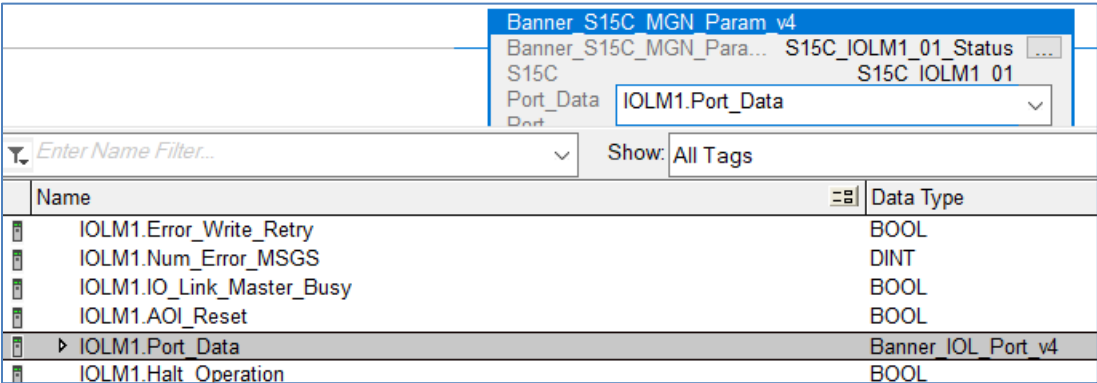 Banner_S15C_MGN_Param_v4
Banner_S15C_MGN_Para... S15C_IOLM1_01_Status ...
S15C S15C_IOLM1_01
Port_Data IOLM1.Port_Data
Port
Enter Name Filter... Show: All Tags
Name Data Type
IOLM1.Error_Write_Retry BOOL
IOLM1.Num_Error_MSGS DINT
IOLM1.IO_Link_Master_Busy BOOL
IOLM1.AOI_Reset BOOL
IOLM1.Port_Data Banner_IOL_Port_v4
IOLM1.Halt_Operation BOOL